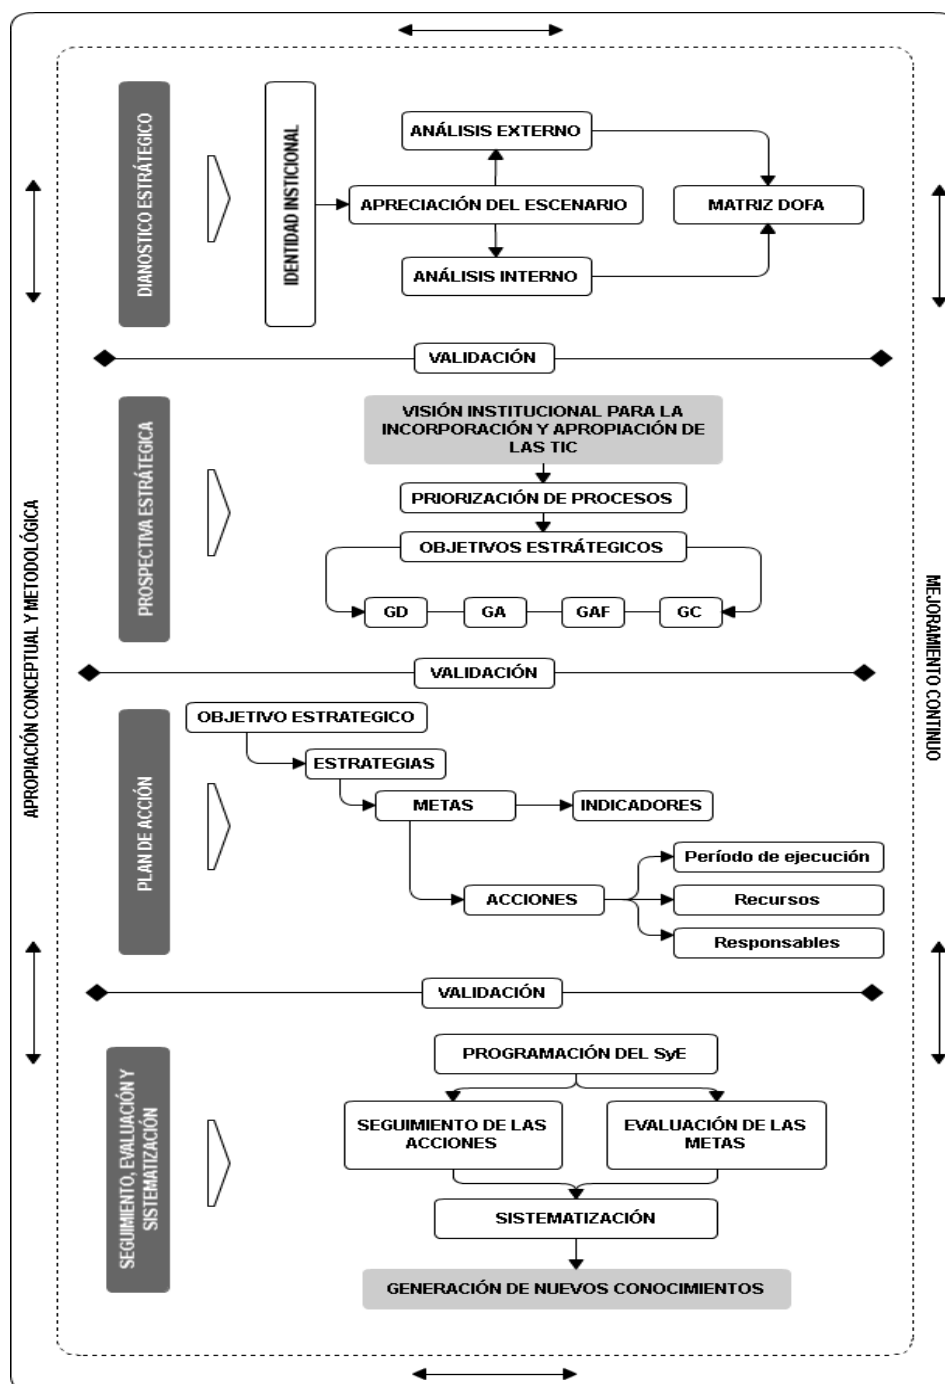 APROPIACIÓN CONCEPTUAL Y METODOLÓGICA
DIANOSTICO ESTRÁTEGICO
IDENTIDAD INSTICIONAL
ANÁLISIS EXTERNO
APRECIACIÓN DEL ESCENARIO
MATRIZ DOFA
ANÁLISIS INTERNO
VALIDACIÓN
PROSPECTIVA ESTRÁTEGICA
VISIÓN INSTITUCIONAL PARA LA
INCORPORACIÓN Y APROPIACIÓN DE
LAS TIC
PRIORIZACIÓN DE PROCESOS
OBJETIVOS ESTRÁTEGICOS
GD
GA
GAF
GC
VALIDACIÓN
PLAN DE ACCIÓN
OBJETIVO ESTRATEGICO
ESTRATEGIAS
METAS
INDICADORES
ACCIONES
Período de ejecución
Recursos
Responsables
VALIDACIÓN
SEGUIMIENTO, EVALUACIÓN Y
SISTEMATIZACIÓN
PROGRAMACIÓN DEL SyE
SEGUIMIENTO DE LAS
ACCIONES
EVALUACIÓN DE LAS
METAS
SISTEMATIZACIÓN
GENERACIÓN DE NUEVOS CONOCIMIENTOS
MEJORAMIENTO CONTINUO